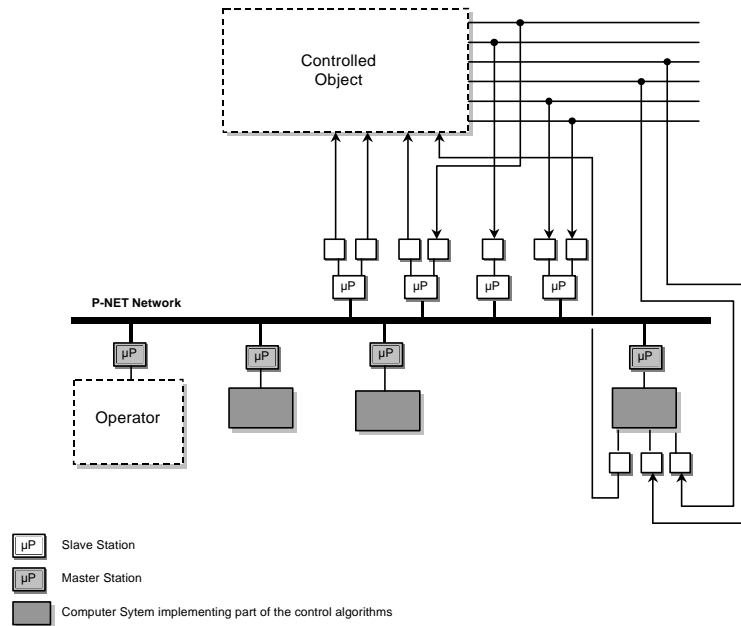 Controlled
Object
µP
µP
µP
µP
P-NET Network
µP
µP
µP
µP
Operator
µP
Slave Station
µP
Master Station
Computer Sytem implementing part of the control algorithms